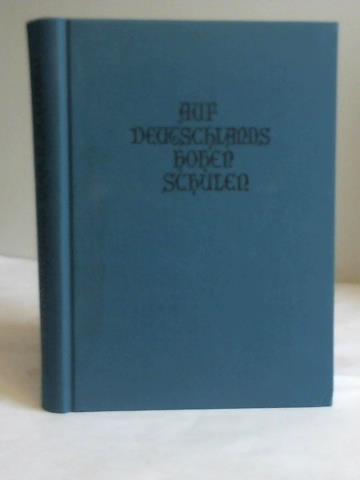 AUF
DEUTSCHLANDS
HOHEN
SCHULEN